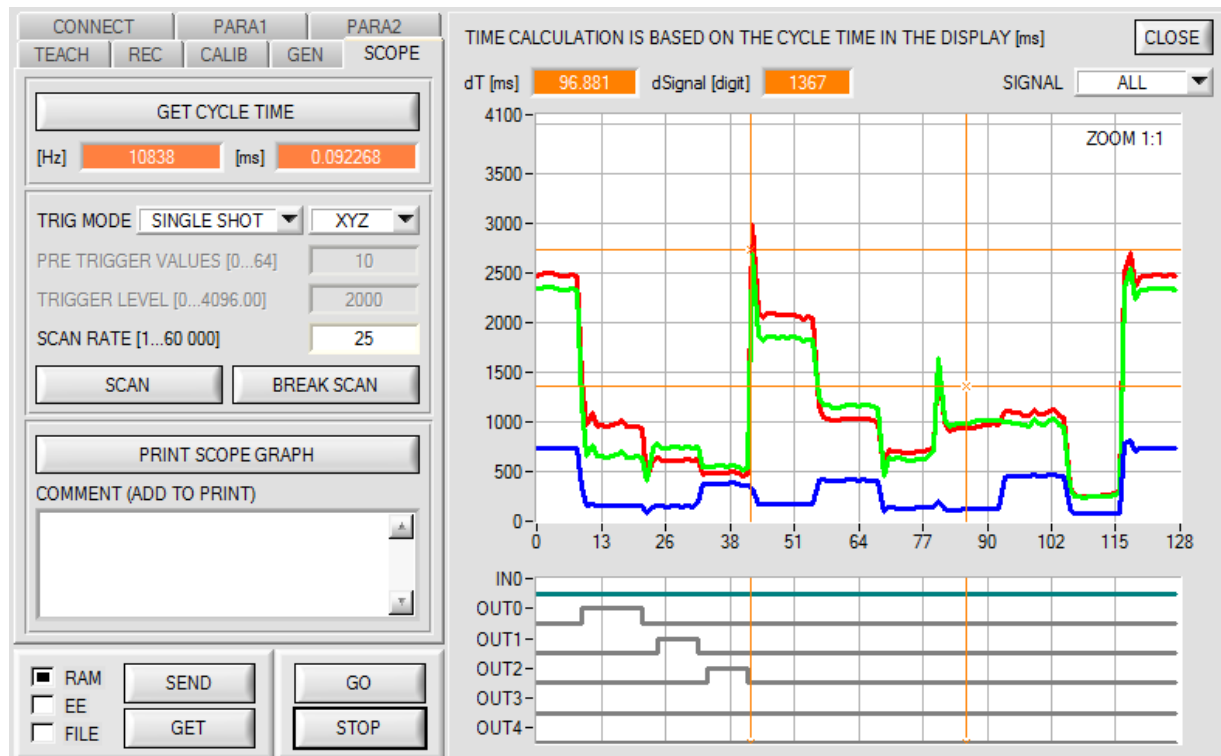 CONNECT PARA1 PARA2
TEACH REC CALIB GEN SCOPE
GET CYCLE TIME
[Hz] 10838 [ms] 0.092268
TRIG MODE SINGLE SHOT XYZ
PRE TRIGGER VALUES [0...64] 10
TRIGGER LEVEL [0...4096.00] 2000
SCAN RATE [1...60 000] 25
SCAN BREAK SCAN
PRINT SCOPE GRAPH
COMMENT (ADD TO PRINT)
RAM
EE
FILE
SEND
GET
GO
STOP
TIME CALCULATION IS BASED ON THE CYCLE TIME IN THE DISPLAY [ms] CLOSE
dT [ms] 96.881 dSignal [digit] 1367 SIGNAL ALL
ZOOM 1:1
4100
3500
3000
2500
2000
1500
1000
500
0
0 13 26 38 51 64 77 90 102 115 128
IN0
OUT0
OUT1
OUT2
OUT3
OUT4